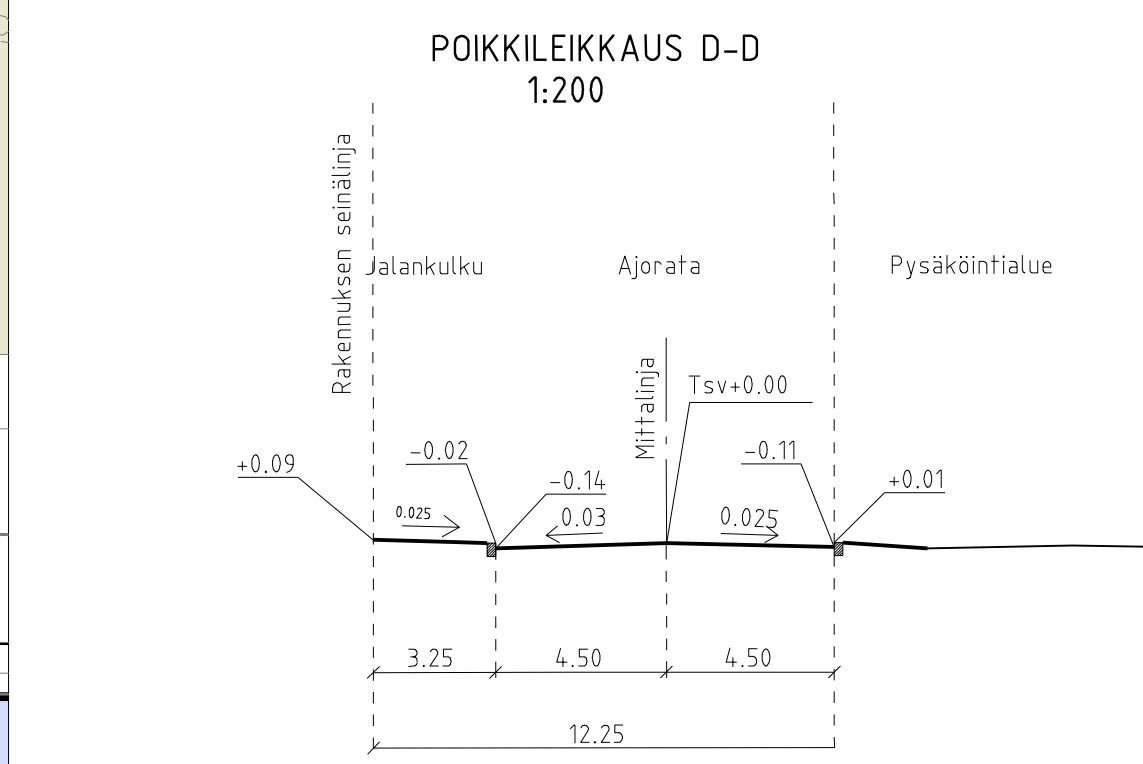 POIKKILEIKKAUS D-D
1:200
Rakennuksen seinälinja
Jalankulku
Ajorata
Pysäköintialue
Mittalinja
Tsv+0.00
+0.09
-0.02
-0.14
-0.11
+0.01
0.025
0.03
0.025
3.25
4.50
4.50
12.25